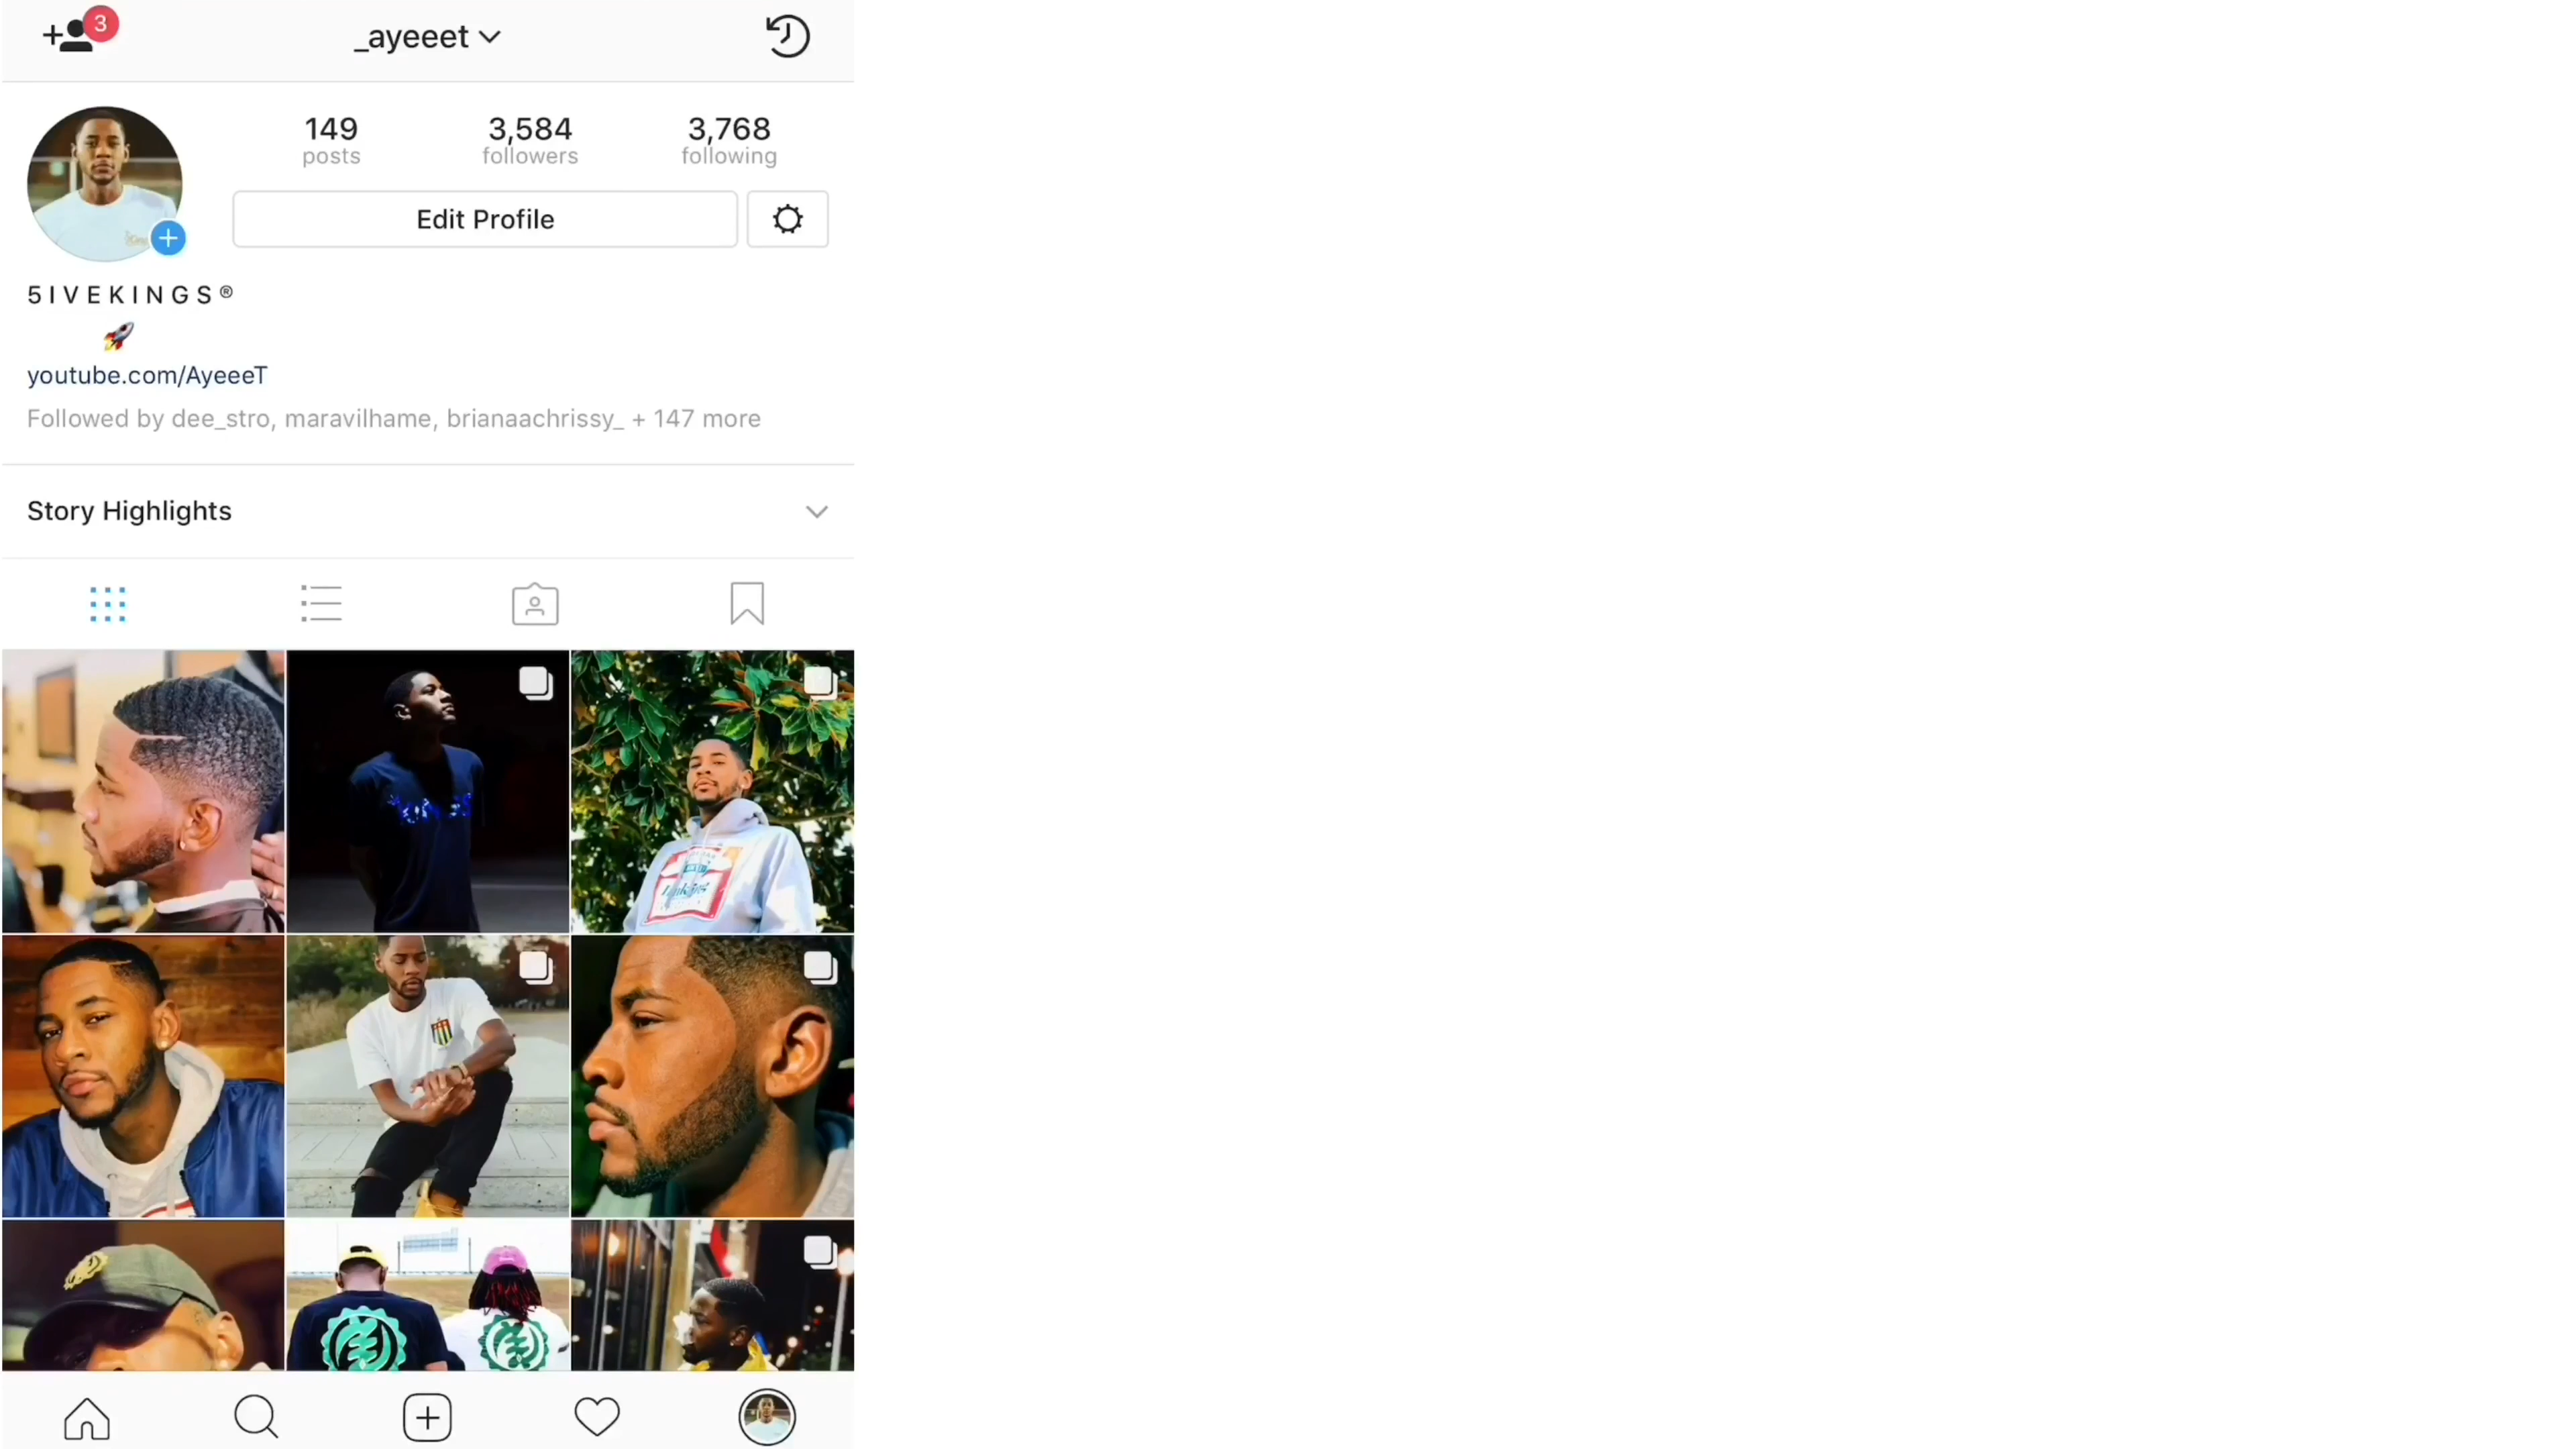 3
_ayeeet
149
3,584
3,768
posts
followers
following
Edit Profile
5IVEKINGS®
youtube.com/AyeeeT
Followed by dee_stro, maravilhame, brianaachrissy_ + 147 more
Story Highlights